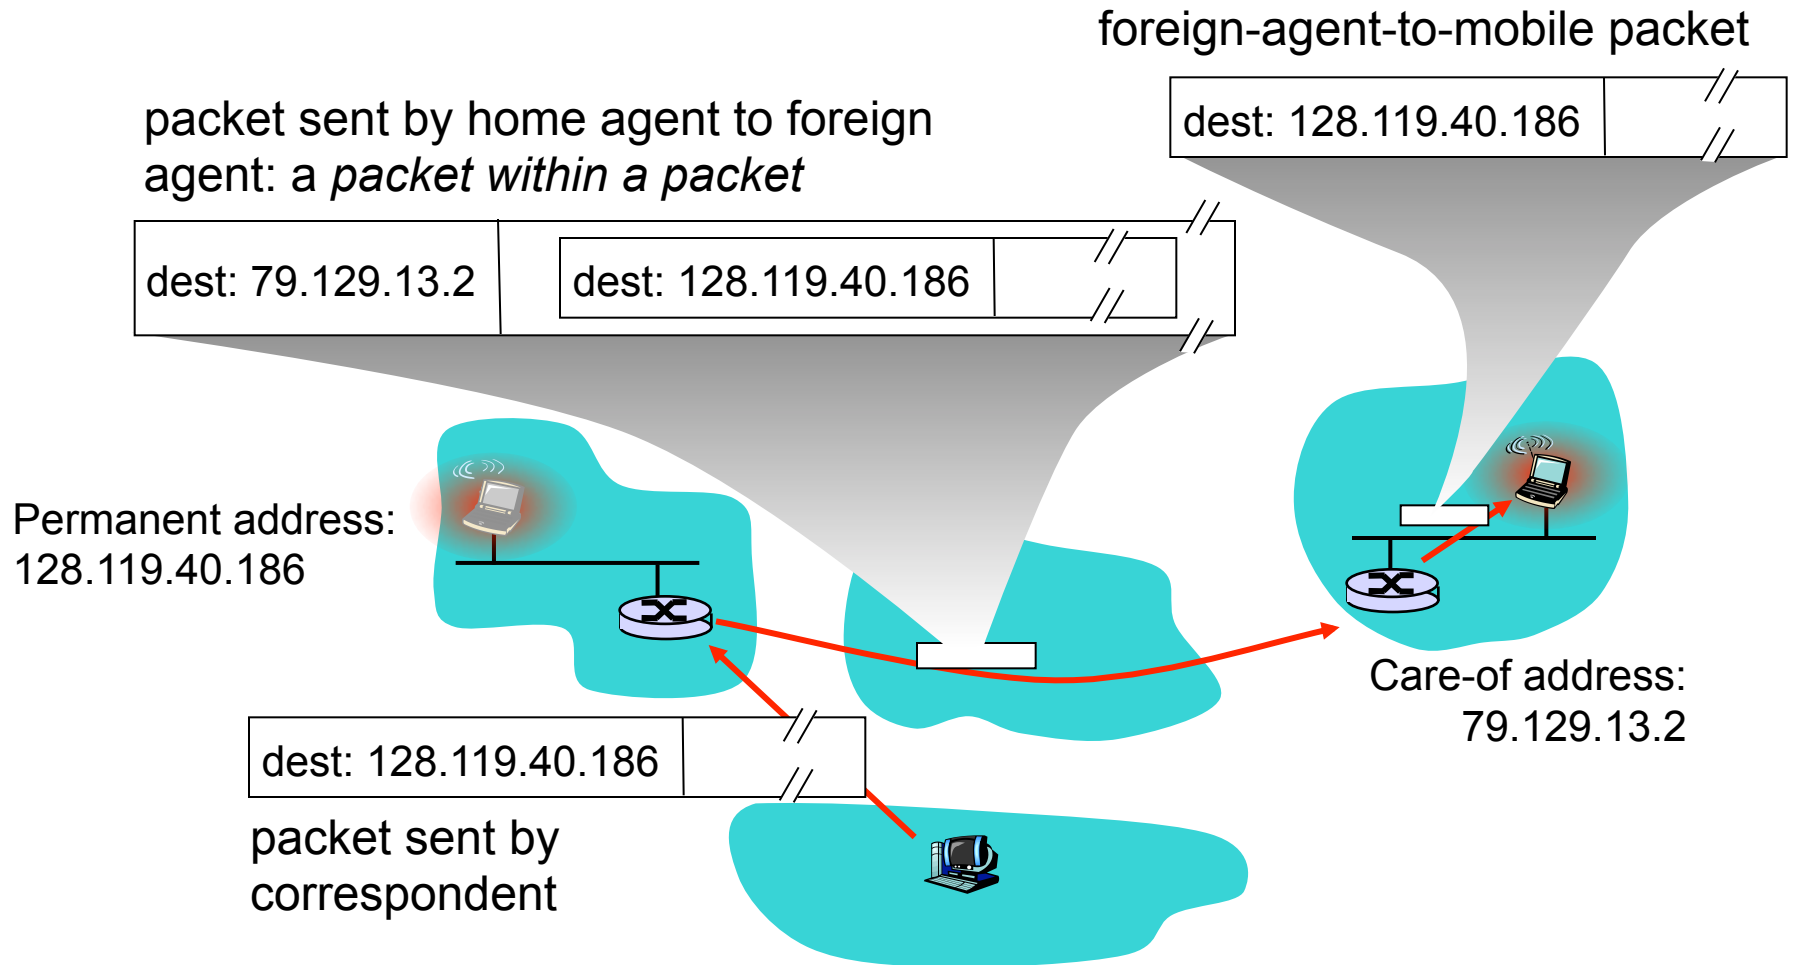 foreign-agent-to-mobile packet
dest: 128.119.40.186
packet sent by home agent to foreign
agent: a packet within a packet
dest: 79.129.13.2
dest: 128.119.40.186
Permanent address:
128.119.40.186
Care-of address:
79.129.13.2
dest: 128.119.40.186
packet sent by
correspondent